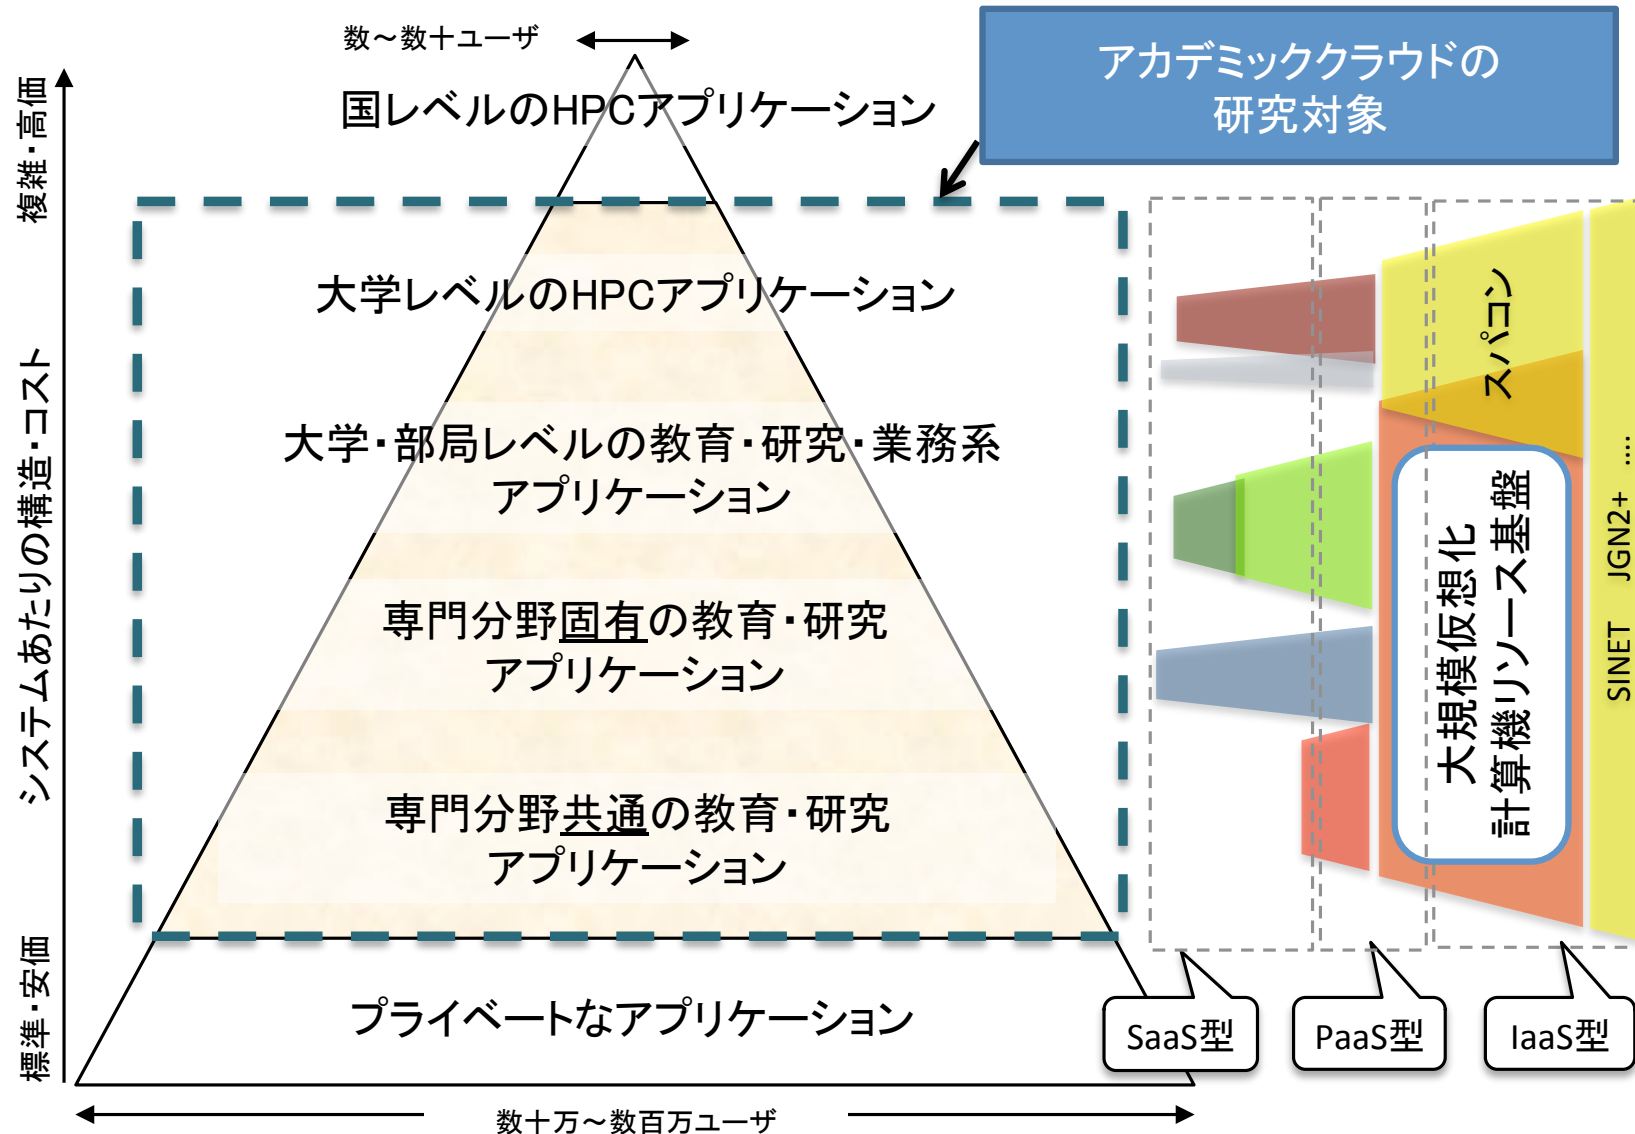 数～数十ユーザ
アカデミッククラウドの
研究対象
複雑・高価
国レベルのHPCアプリケーション
大学レベルのHPCアプリケーション
システムあたりの構造・コスト
大学・部局レベルの教育・研究・業務系
アプリケーション
専門分野固有の教育・研究
アプリケーション
専門分野共通の教育・研究
アプリケーション
標準・安価
プライベートなアプリケーション
数十万～数百万ユーザ
スパコン
大規模仮想化
計算機リソース基盤
SINET JGN2+ ....
SaaS型
PaaS型
IaaS型